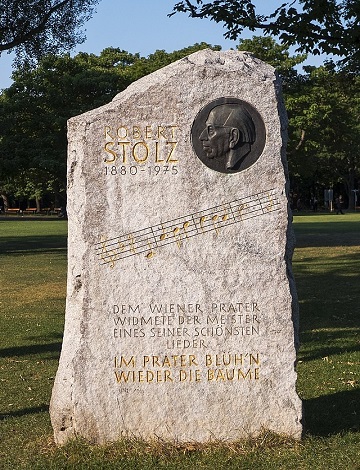 ROBERT
STOLZ
1880-1975
DEM WIENER PRATER
WIDMETE DER MEISTER
EINES SEINER SCHÖNSTEN
LIEDER
IM PRATER BLÜH'N
WIEDER DIE BÄUME